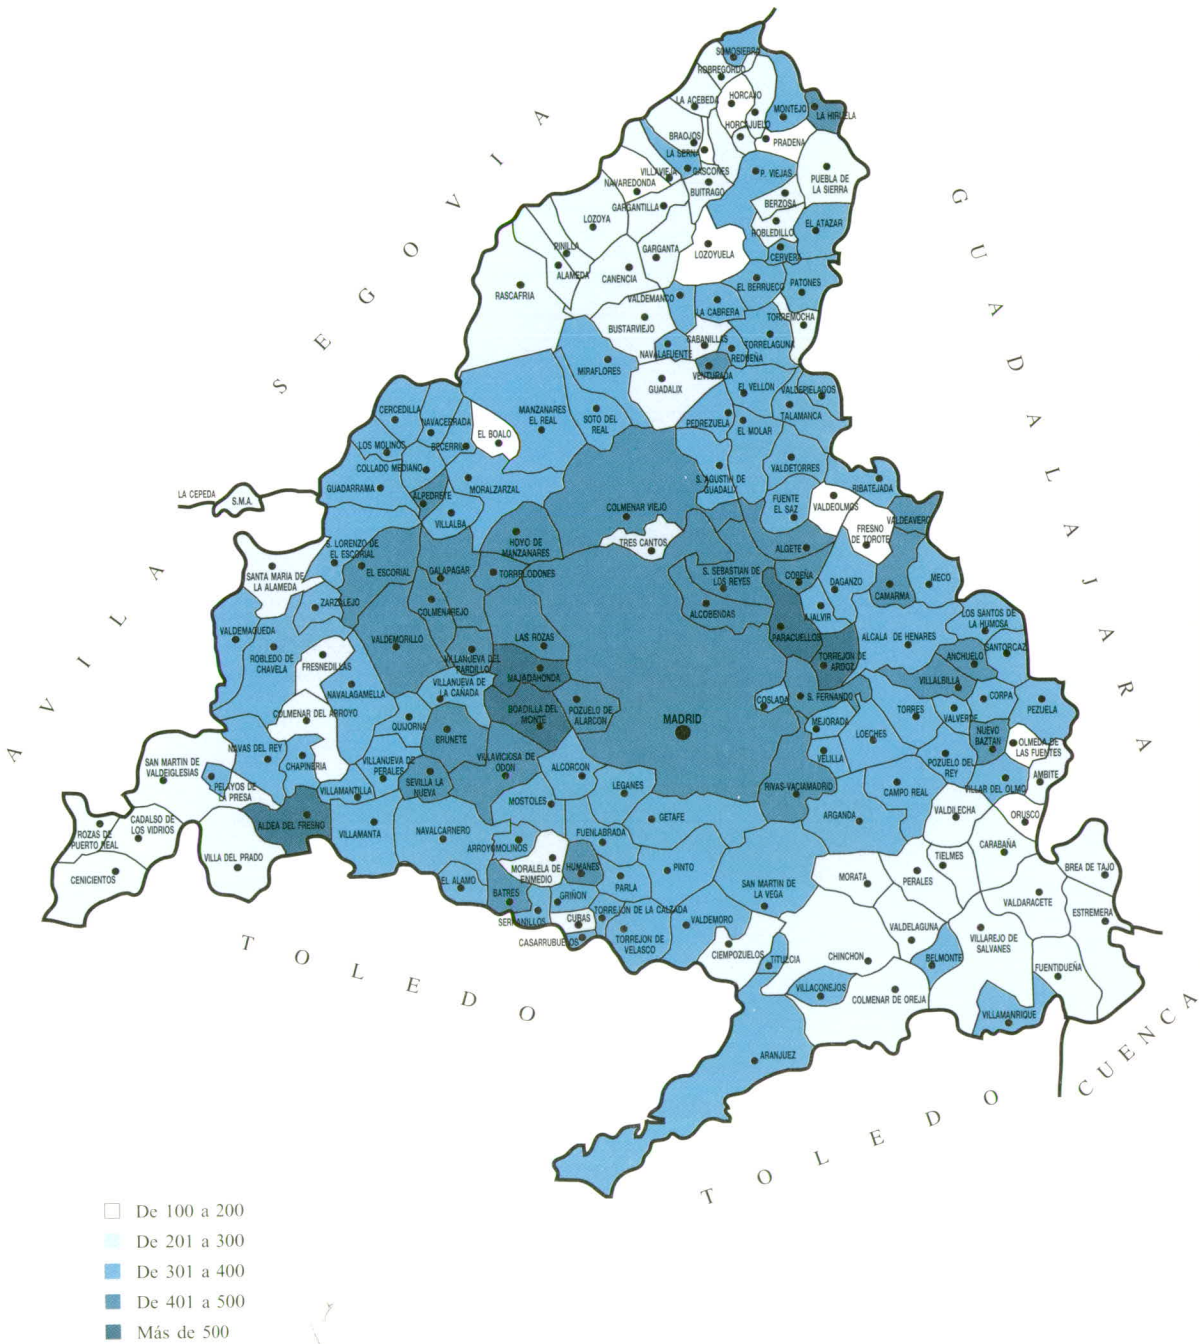 SEGOVIA
GUADALAJARA
AVILA
TOLEDO
TOLEDO
CUENCA
SOMOSIERRA
ROBREGORDO
LA ACEBEDA
HORCAJO
MONTEJO
LA HIRUELA
HORCAJUELO
BRAOJOS
PRADENA
LA SERNA
GASCONES
VILLAVIEJA
P. VIEJAS
PUEBLA DE
LA SIERRA
NAVAREDONDA
BUITRAGO
BERZOSA
GARGANTILLA
LOZOYA
ROBLEDILLO
EL ATAZAR
PINILLA
GARGANTA
LOZOYUELA
CERVERA
ALAMEDA
CANENCIA
EL BERRUECO
PATONES
RASCAFRIA
VALDEMANCO
LA CABRERA
BUSTARVIEJO
TORREMOCHA
CABANILLAS
TORRELAGUNA
NAVALAFUENTE
REDUEÑA
MIRAFLORES
VENTURADA
GUADALIX
EL VELLON
VALDEPIELAGOS
CERCEDILLA
NAVACERRADA
MANZANARES
EL REAL
SOTO DEL
REAL
PEDREZUELA
TALAMANCA
EL MOLAR
EL BOALO
LOS MOLINOS
BECERRIL
COLLADO MEDIANO
VALDETORRES
GUADARRAMA
MORALZARZAL
S. AGUSTIN DE
GUADALI
RIBATEJADA
LA CEPEDA
S.M.A.
ALPEDRETE
FUENTE
EL SAZ
VALDEOLMOS
VILLALBA
COLMENAR VIEJO
VALDEAVERO
FRESNO
DE TOROTE
HOYO DE
MANZANARES
TRES CANTOS
S. LORENZO DE
EL ESCORIAL
ALGETE
EL ESCORIAL
GALAPAGAR
TORRELODONES
S. SEBASTIAN DE
LOS REYES
COBEÑA
SANTA MARIA DE
LA ALAMEDA
DAGANZO
MECO
CAMARMA
ZARZALEJO
COLMENAREJO
ALCOBENDAS
AJALVIR
LOS SANTOS DE
LA HUMOSA
VALDEMAQUEDA
VALDEMORILLO
LAS ROZAS
PARACUELLOS
ALCALA DE HENARES
ROBLEDO DE
CHAVELA
FRESNEDILLAS
VILLANUEVA DEL
PARDILLO
TORREJON DE
ARDOZ
ANCHUELO
SANTORCAZ
MAJADAHONDA
NAVALAGAMELLA
VILLANUEVA DE
LA CAÑADA
VILLALBILLA
BOADILLA DEL
MONTE
POZUELO DE
ALARCON
COSLADA
S. FERNANDO
CORPA
PEZUELA
COLMENAR DEL ARROYO
QUIJORNA
MADRID
TORRES
VALVERDE
BRUNETE
MEJORADA
LOECHES
NUEVO
BAZTAN
OLMEDA DE
LAS FUENTES
NAVAS DEL REY
CHAPINERIA
VILLANUEVA DE
PERALES
VILLAVICIOSA DE
ODON
VELILLA
POZUELO DEL
REY
SAN MARTIN DE
VALDEIGLESIAS
ALCORCON
PELAYOS DE
LA PRESA
SEVILLA LA
NUEVA
VILLAMANTILLA
LEGANES
RIVAS-VACIAMADRID
CAMPO REAL
VILLAR DEL OLMO
AMBITE
MOSTOLES
VALDILECHA
ORUSCO
CADALSO DE
LOS VIDRIOS
ALDEA DEL FRESNO
VILLAMANTA
NAVALCARNERO
GETAFE
ARGANDA
ROZAS DE
PUERTO REAL
FUENLABRADA
ARROYOMOLINOS
CARABAÑA
VILLA DEL PRADO
TIELMES
CENICIENTOS
MORALELA DE
ENMEDIO
HUMANES
PINTO
MORATA
PERALES
BREA DE TAJO
EL ALAMO
PARLA
SAN MARTIN DE
LA VEGA
BATRES
GRIÑON
VALDARACETE
SERRANILLOS
CUBAS
TORREJON DE LA CALZADA
VALDEMORO
ESTREMERA
CASARRUBUELOS
TORREJON DE
VELASCO
VALDELAGUNA
VILLAREJO DE
SALVANES
CIEMPOZUELOS
TITULCIA
CHINCHON
BELMONTE
FUENTIDUEÑA
VILLACONEJOS
COLMENAR DE OREJA
VILLAMANRIQUE
ARANJUEZ
De 100 a 200
De 201 a 300
De 301 a 400
De 401 a 500
Más de 500